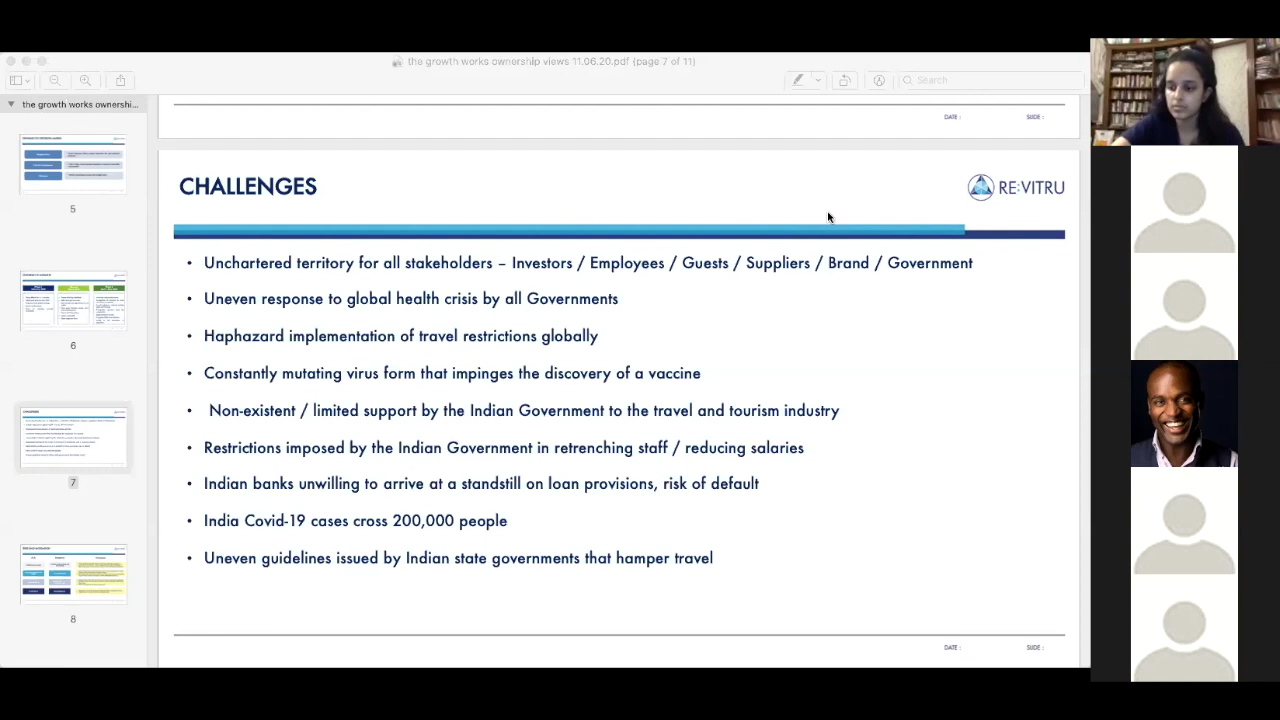 the growth works ownership views 11.06.20.pdf (page 7 of 11)
Search
the growth works ownershi...
5
6
7
8
DATE : SLIDE :
CHALLENGES
RE:VITRU
• Unchartered territory for all stakeholders – Investors / Employees / Guests / Suppliers / Brand / Government
• Uneven response to global health crisis by all Governments
• Haphazard implementation of travel restrictions globally
• Constantly mutating virus form that impinges the discovery of a vaccine
• Non-existent / limited support by the Indian Government to the travel and tourism industry
• Restrictions imposed by the Indian Government in retrenching staff / reducing salaries
• Indian banks unwilling to arrive at a standstill on loan provisions, risk of default
• India Covid-19 cases cross 200,000 people
• Uneven guidelines issued by Indian state governments that hamper travel
DATE : SLIDE :